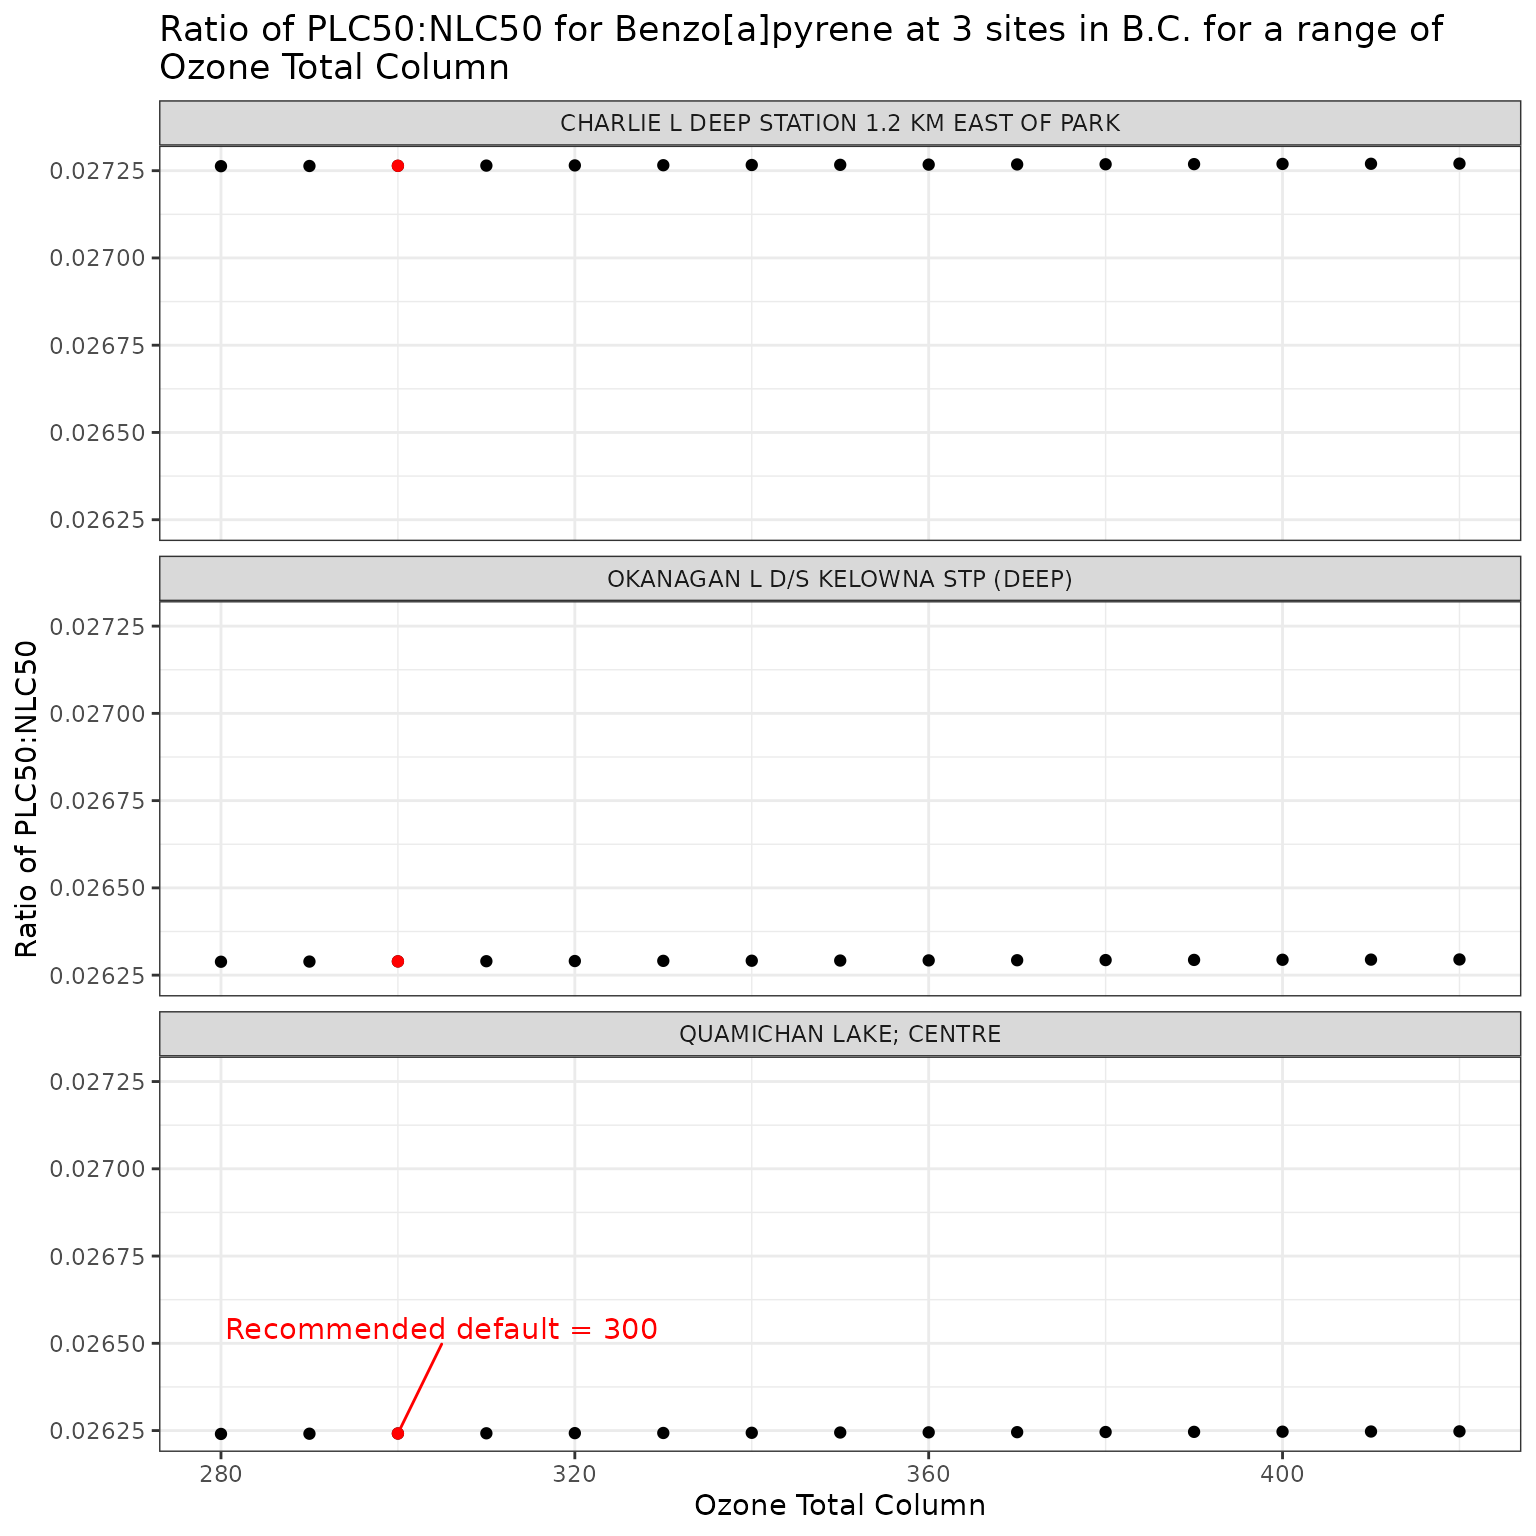 Ratio of PLC50:NLC50 for Benzo[a]pyrene at 3 sites in B.C. for a range of
Ozone Total Column
CHARLIE L DEEP STATION 1.2 KM EAST OF PARK
0.02725
0.02700
0.02675
0.02650
0.02625
OKANAGAN L D/S KELOWNA STP (DEEP)
0.02725
0.02700
0.02675
0.02650
0.02625
Ratio of PLC50:NLC50
QUAMICHAN LAKE; CENTRE
0.02725
0.02700
0.02675
0.02650
0.02625
Recommended default = 300
280 320 360 400
Ozone Total Column